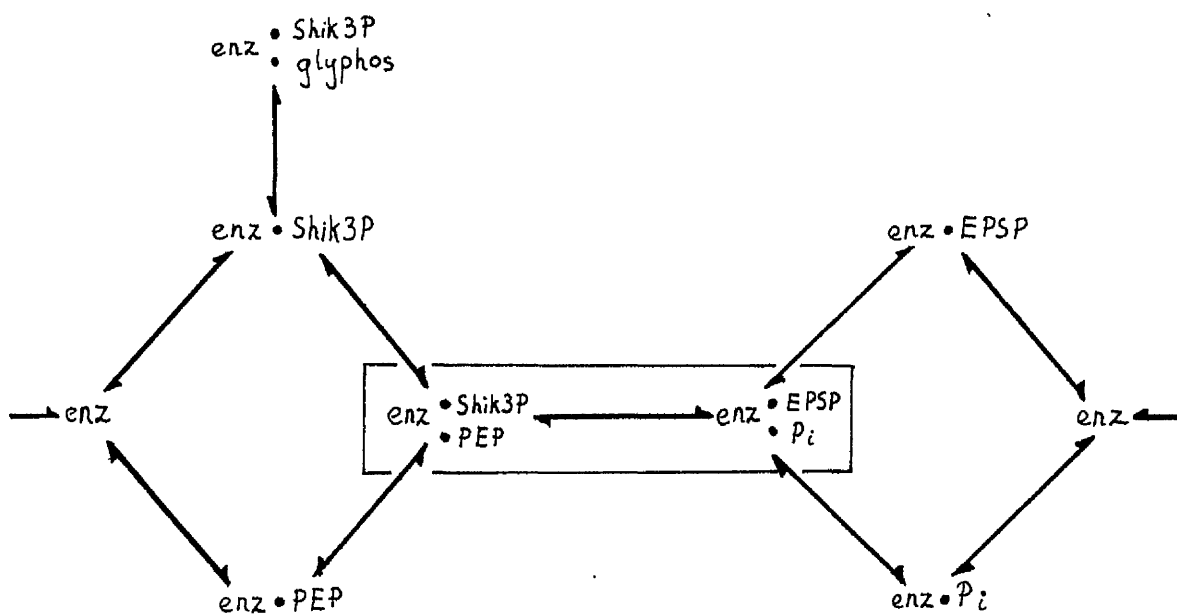 enz • Shik3P
• glyphos
enz • Shik3P
enz • EPSP
enz
enz • Shik3P
• PEP
enz • EPSP
• Pi
enz
enz • PEP
enz • Pi